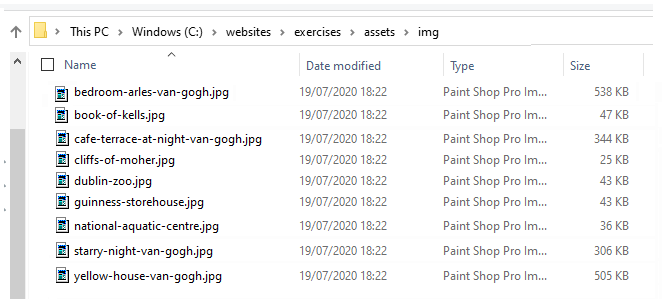 This PC > Windows (C:) > websites > exercises > assets > img
Name Date modified Type Size
bedroom-arles-van-gogh.jpg 19/07/2020 18:22 Paint Shop Pro Im... 538 KB
book-of-kells.jpg 19/07/2020 18:22 Paint Shop Pro Im... 47 KB
cafe-terrace-at-night-van-gogh.jpg 19/07/2020 18:22 Paint Shop Pro Im... 344 KB
cliffs-of-moher.jpg 19/07/2020 18:22 Paint Shop Pro Im... 25 KB
dublin-zoo.jpg 19/07/2020 18:22 Paint Shop Pro Im... 43 KB
guinness-storehouse.jpg 19/07/2020 18:22 Paint Shop Pro Im... 43 KB
national-aquatic-centre.jpg 19/07/2020 18:22 Paint Shop Pro Im... 36 KB
starry-night-van-gogh.jpg 19/07/2020 18:22 Paint Shop Pro Im... 306 KB
yellow-house-van-gogh.jpg 19/07/2020 18:22 Paint Shop Pro Im... 505 KB